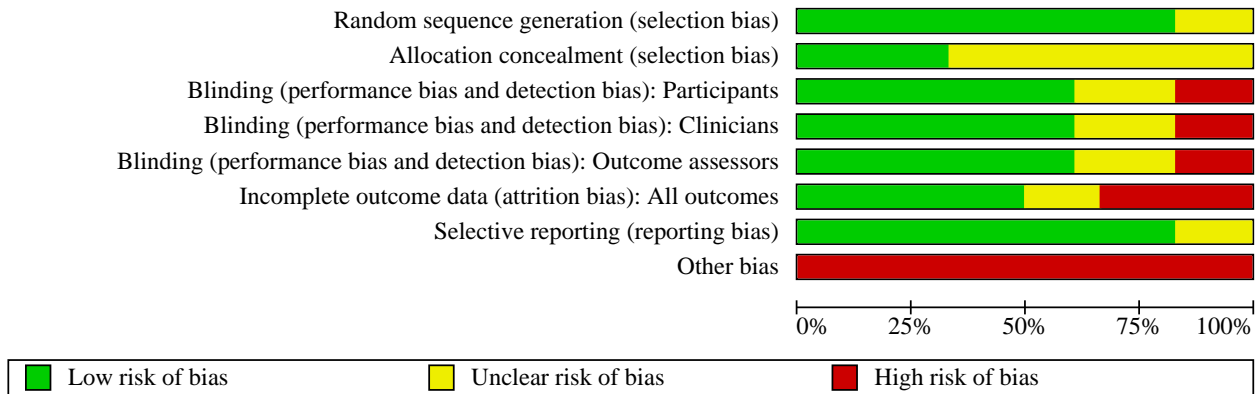 Random sequence generation (selection bias)
Allocation concealment (selection bias)
Blinding (performance bias and detection bias): Participants
Blinding (performance bias and detection bias): Clinicians
Blinding (performance bias and detection bias): Outcome assessors
Incomplete outcome data (attrition bias): All outcomes
Selective reporting (reporting bias)
Other bias
0% 25% 50% 75% 100%
Low risk of bias Unclear risk of bias High risk of bias